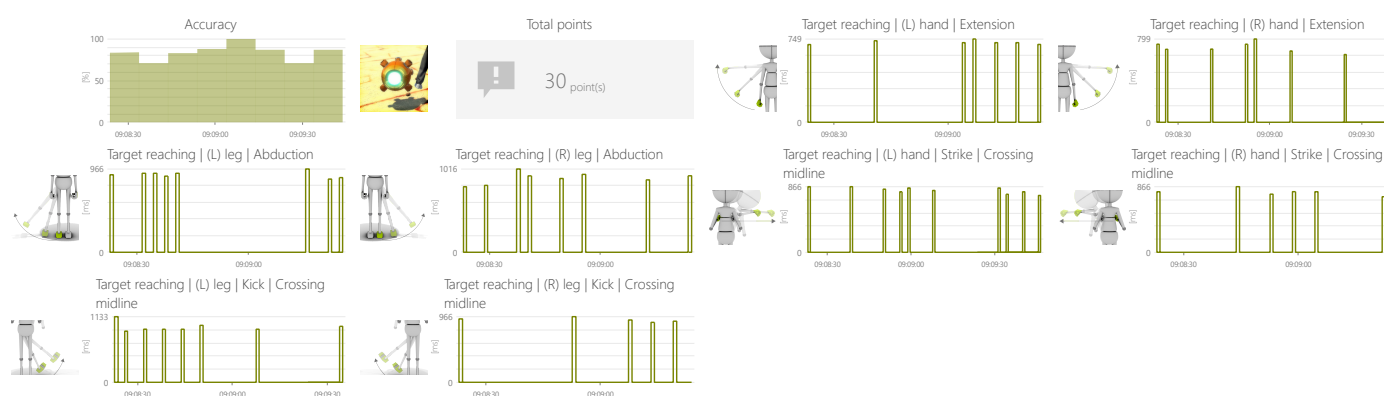 Accuracy
100
50
0
[%]
09:08:30
09:09:00
09:09:30
Total points
30 point(s)
Target reaching | (L) hand | Extension
749
0
[ms]
09:08:30
09:09:00
Target reaching | (R) hand | Extension
799
0
[ms]
09:08:30
09:09:00
09:09:30
Target reaching | (L) leg | Abduction
966
0
[ms]
09:08:30
09:09:00
Target reaching | (R) leg | Abduction
1016
0
[ms]
09:08:30
09:09:00
Target reaching | (L) hand | Strike | Crossing
midline
866
0
[ms]
09:08:30
09:09:00
09:09:30
Target reaching | (R) hand | Strike | Crossing
midline
866
0
[ms]
09:08:30
09:09:00
Target reaching | (L) leg | Kick | Crossing
midline
1133
0
[ms]
09:08:30
09:09:00
09:09:30
Target reaching | (R) leg | Kick | Crossing
midline
966
0
[ms]
09:08:30
09:09:00